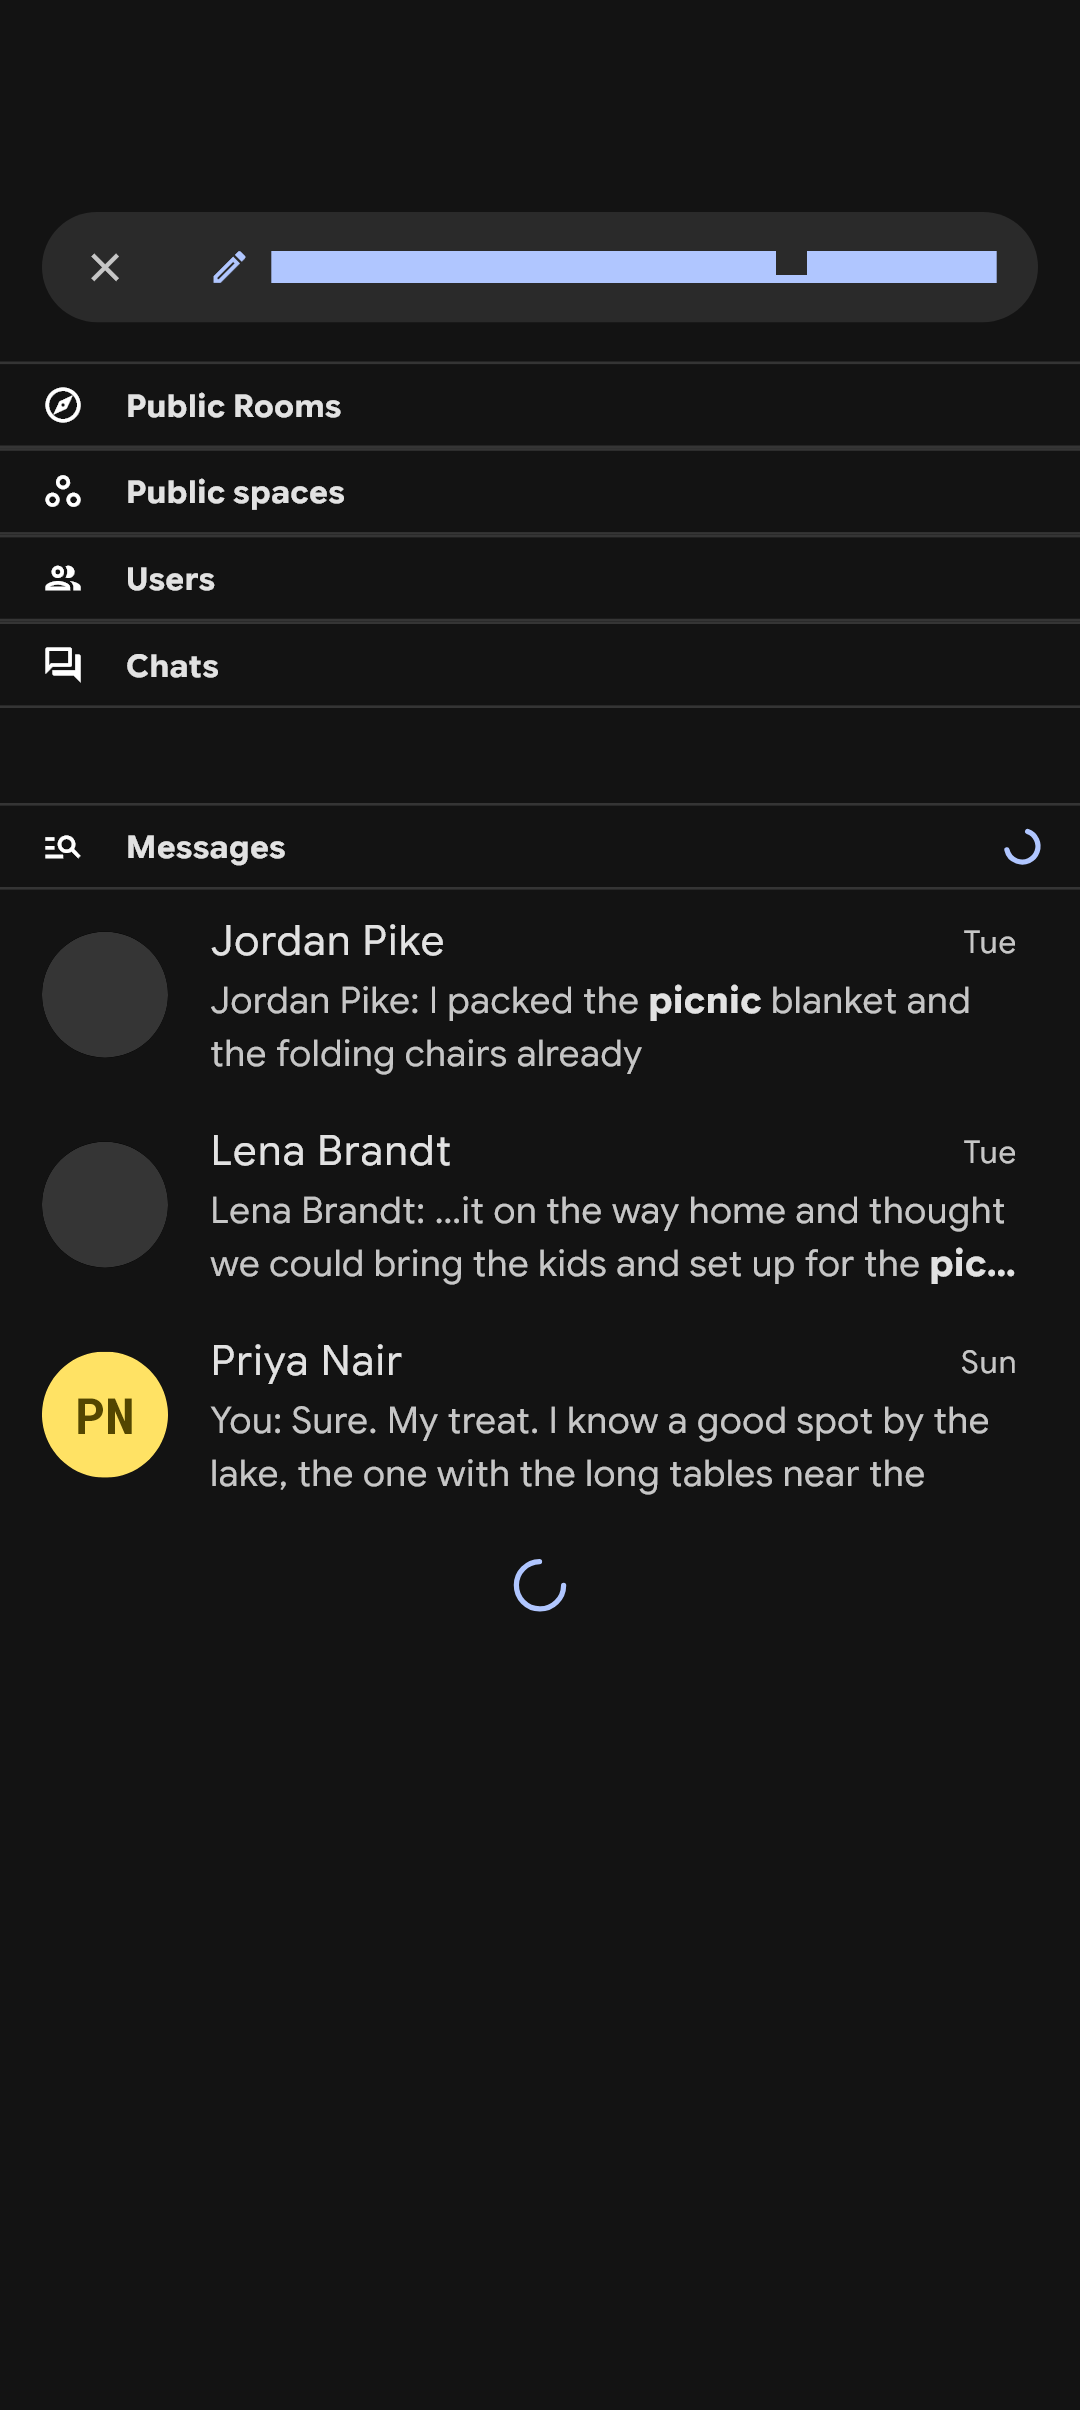 Public Rooms
Public spaces
Users
Chats
Messages
Jordan Pike
Tue
Jordan Pike: I packed the picnic blanket and
the folding chairs already
Lena Brandt
Tue
Lena Brandt: ...it on the way home and thought
we could bring the kids and set up for the pic...
PN
Priya Nair
Sun
You: Sure. My treat. I know a good spot by the
lake, the one with the long tables near the